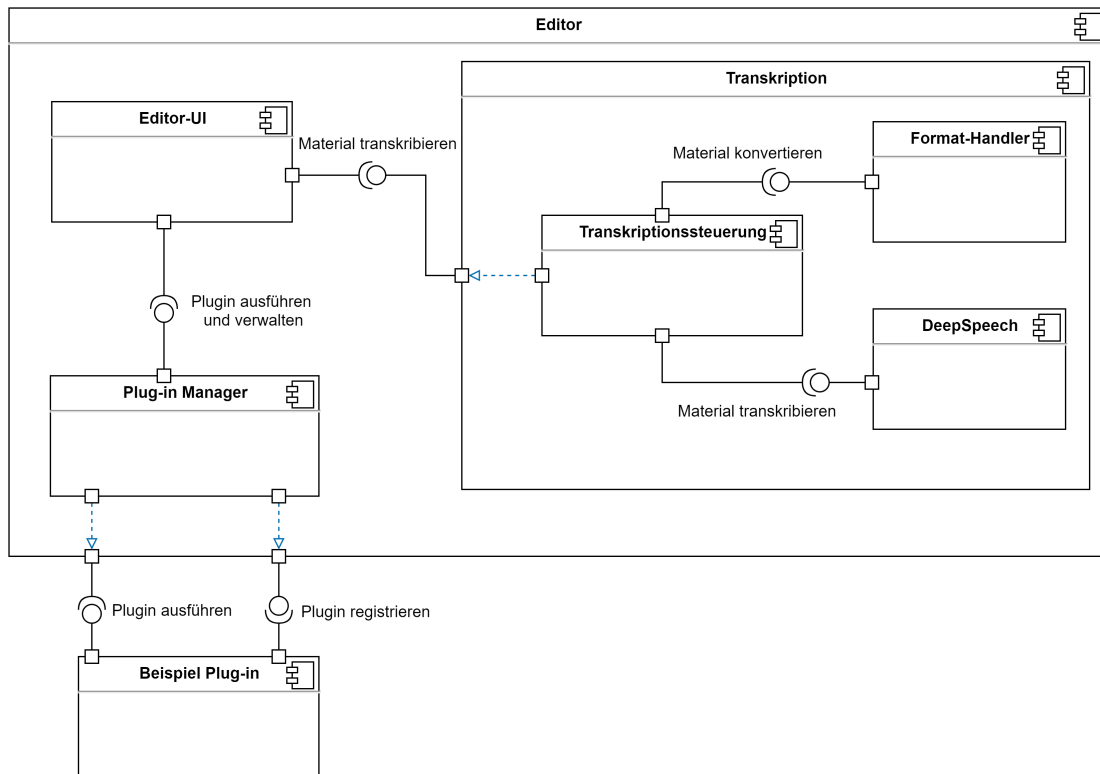 Editor
Transkription
Editor-UI
Material transkribieren
Format-Handler
Material konvertieren
Transkriptionssteuerung
Plugin ausführen
und verwalten
DeepSpeech
Plug-in Manager
Material transkribieren
Plugin ausführen
Plugin registrieren
Beispiel Plug-in